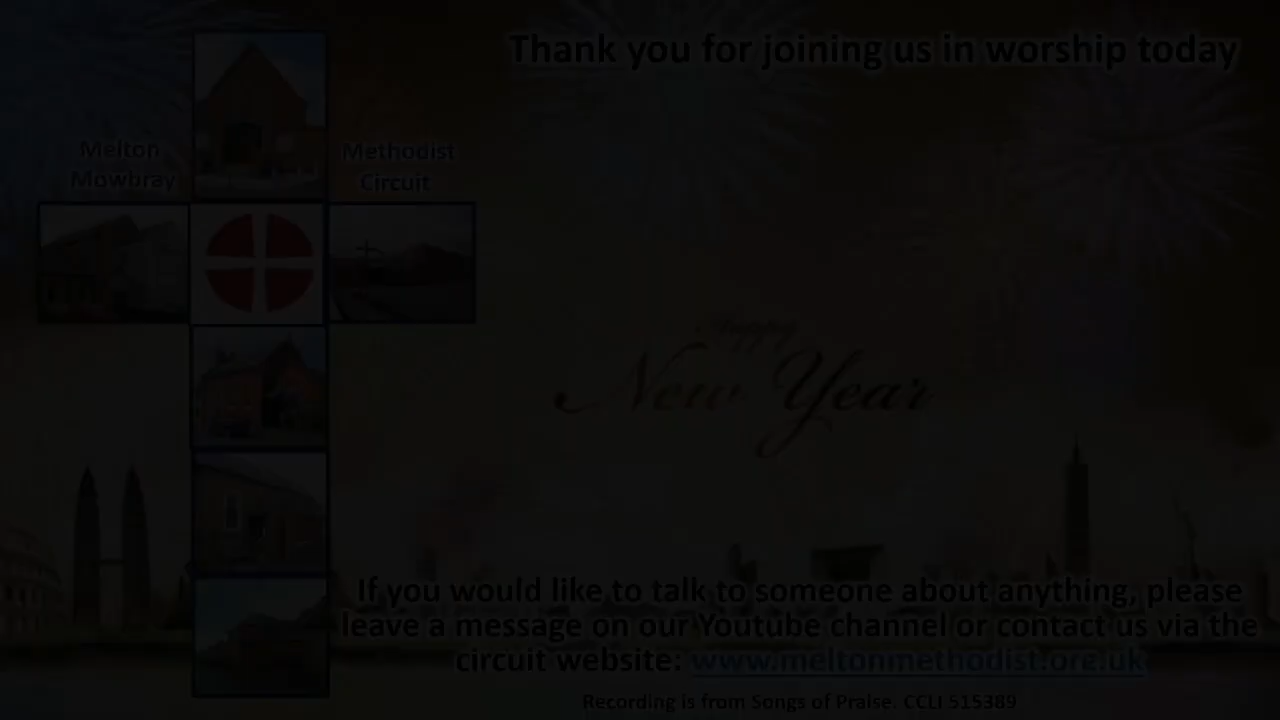 Thank you for joining us in worship today
Melton
Mowbray
Methodist
Circuit
Happy
New Year
If you would like to talk to someone about anything, please
leave a message on our Youtube channel or contact us via the
circuit website: www.meltonmethodist.org.uk
Recording is from Songs of Praise. CCLI 515389